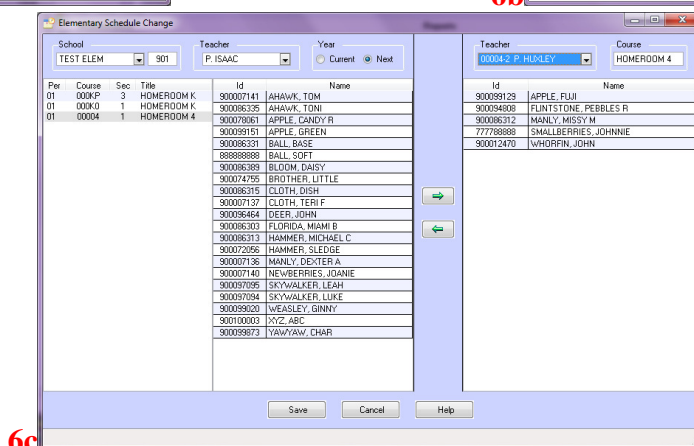 6b
Elementary Schedule Change
School Teacher Year Teacher Course
TEST ELEM 901 P. ISAAC Current Next 00004-2 P. HUXLEY HOMEROOM 4
Per Course Sec Title Id Name Id Name
01 000KP 3 HOMEROOM K 900007141 AHAWK, TOM 900099129 APPLE, FUJI
01 000K0 1 HOMEROOM K 900086335 AHAWK, TONI 900094808 FLINTSTONE, PEBBLES R
01 00004 1 HOMEROOM 4 900078061 APPLE, CANDY R 900086312 MANLY, MISSY M
900099151 APPLE, GREEN 777788888 SMALLBERRIES, JOHNNIE
900086331 BALL, BASE 900012470 WHORFIN, JOHN
888888888 BALL, SOFT
900086389 BLOOM, DAISY
900074755 BROTHER, LITTLE
900086315 CLOTH, DISH
900007137 CLOTH, TERI F
900096464 DEER, JOHN
900086303 FLORIDA, MIAMI B
900086313 HAMMER, MICHAEL C
900072056 HAMMER, SLEDGE
900007136 MANLY, DEXTER A
900007140 NEWBERRIES, JOANIE
900097095 SKYWALKER, LEAH
900097094 SKYWALKER, LUKE
900099020 WEASLEY, GINNY
900100003 XYZ, ABC
900099873 YAWYAW, CHAR
Save Cancel Help
6c